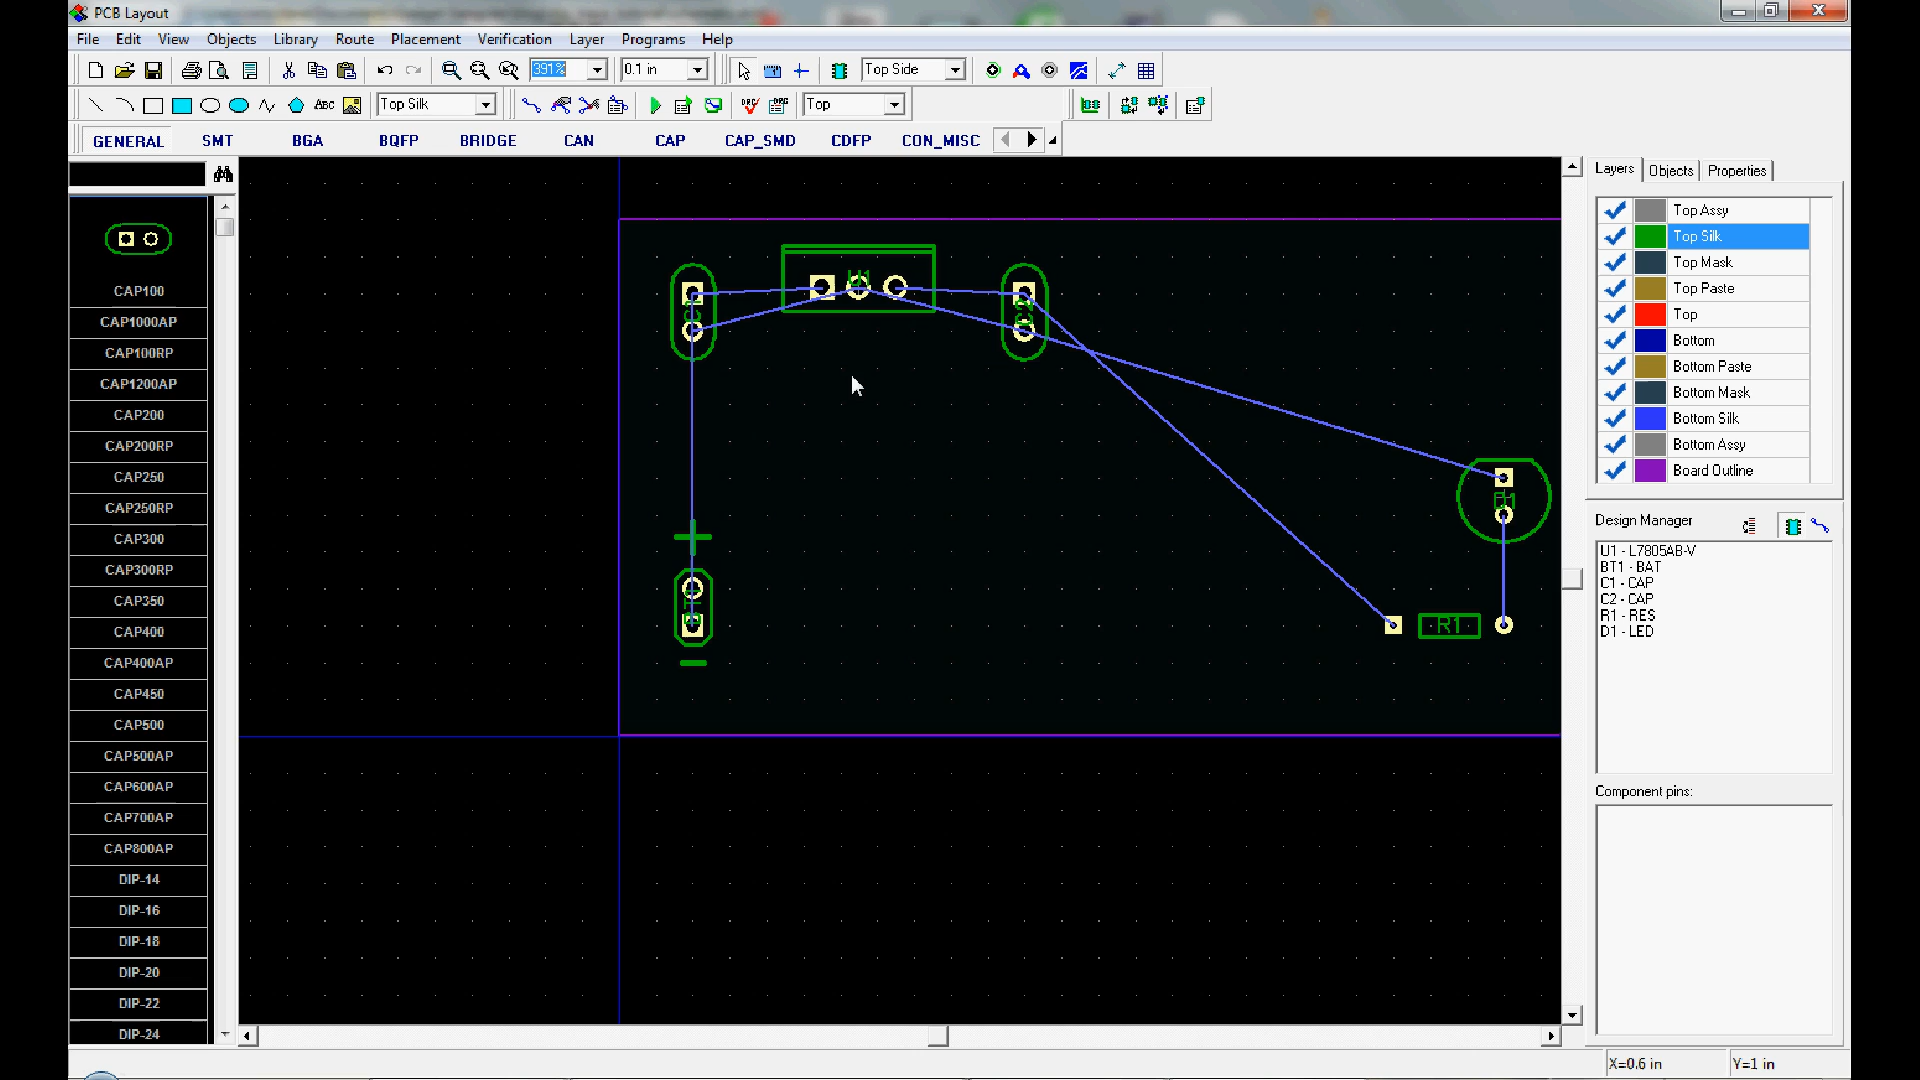 PCB Layout
File Edit View Objects Library Route Placement Verification Layer Programs Help
391% 0.1 in Top Side
ABC Top Silk DRC DRC Top
GENERAL SMT BGA BQFP BRIDGE CAN CAP CAP_SMD CDFP CON_MISC
CAP100
CAP1000AP
CAP100RP
CAP1200AP
CAP200
CAP200RP
CAP250
CAP250RP
CAP300
CAP300RP
CAP350
CAP400
CAP400AP
CAP450
CAP500
CAP500AP
CAP600AP
CAP700AP
CAP800AP
DIP-14
DIP-16
DIP-18
DIP-20
DIP-22
DIP-24
U1
C2
R1
Layers Objects Properties
Top Assy
Top Silk
Top Mask
Top Paste
Top
Bottom
Bottom Paste
Bottom Mask
Bottom Silk
Bottom Assy
Board Outline
Design Manager
U1 - L7805AB-V
BT1 - BAT
C1 - CAP
C2 - CAP
R1 - RES
D1 - LED
Component pins:
X=0.6 in Y=1 in